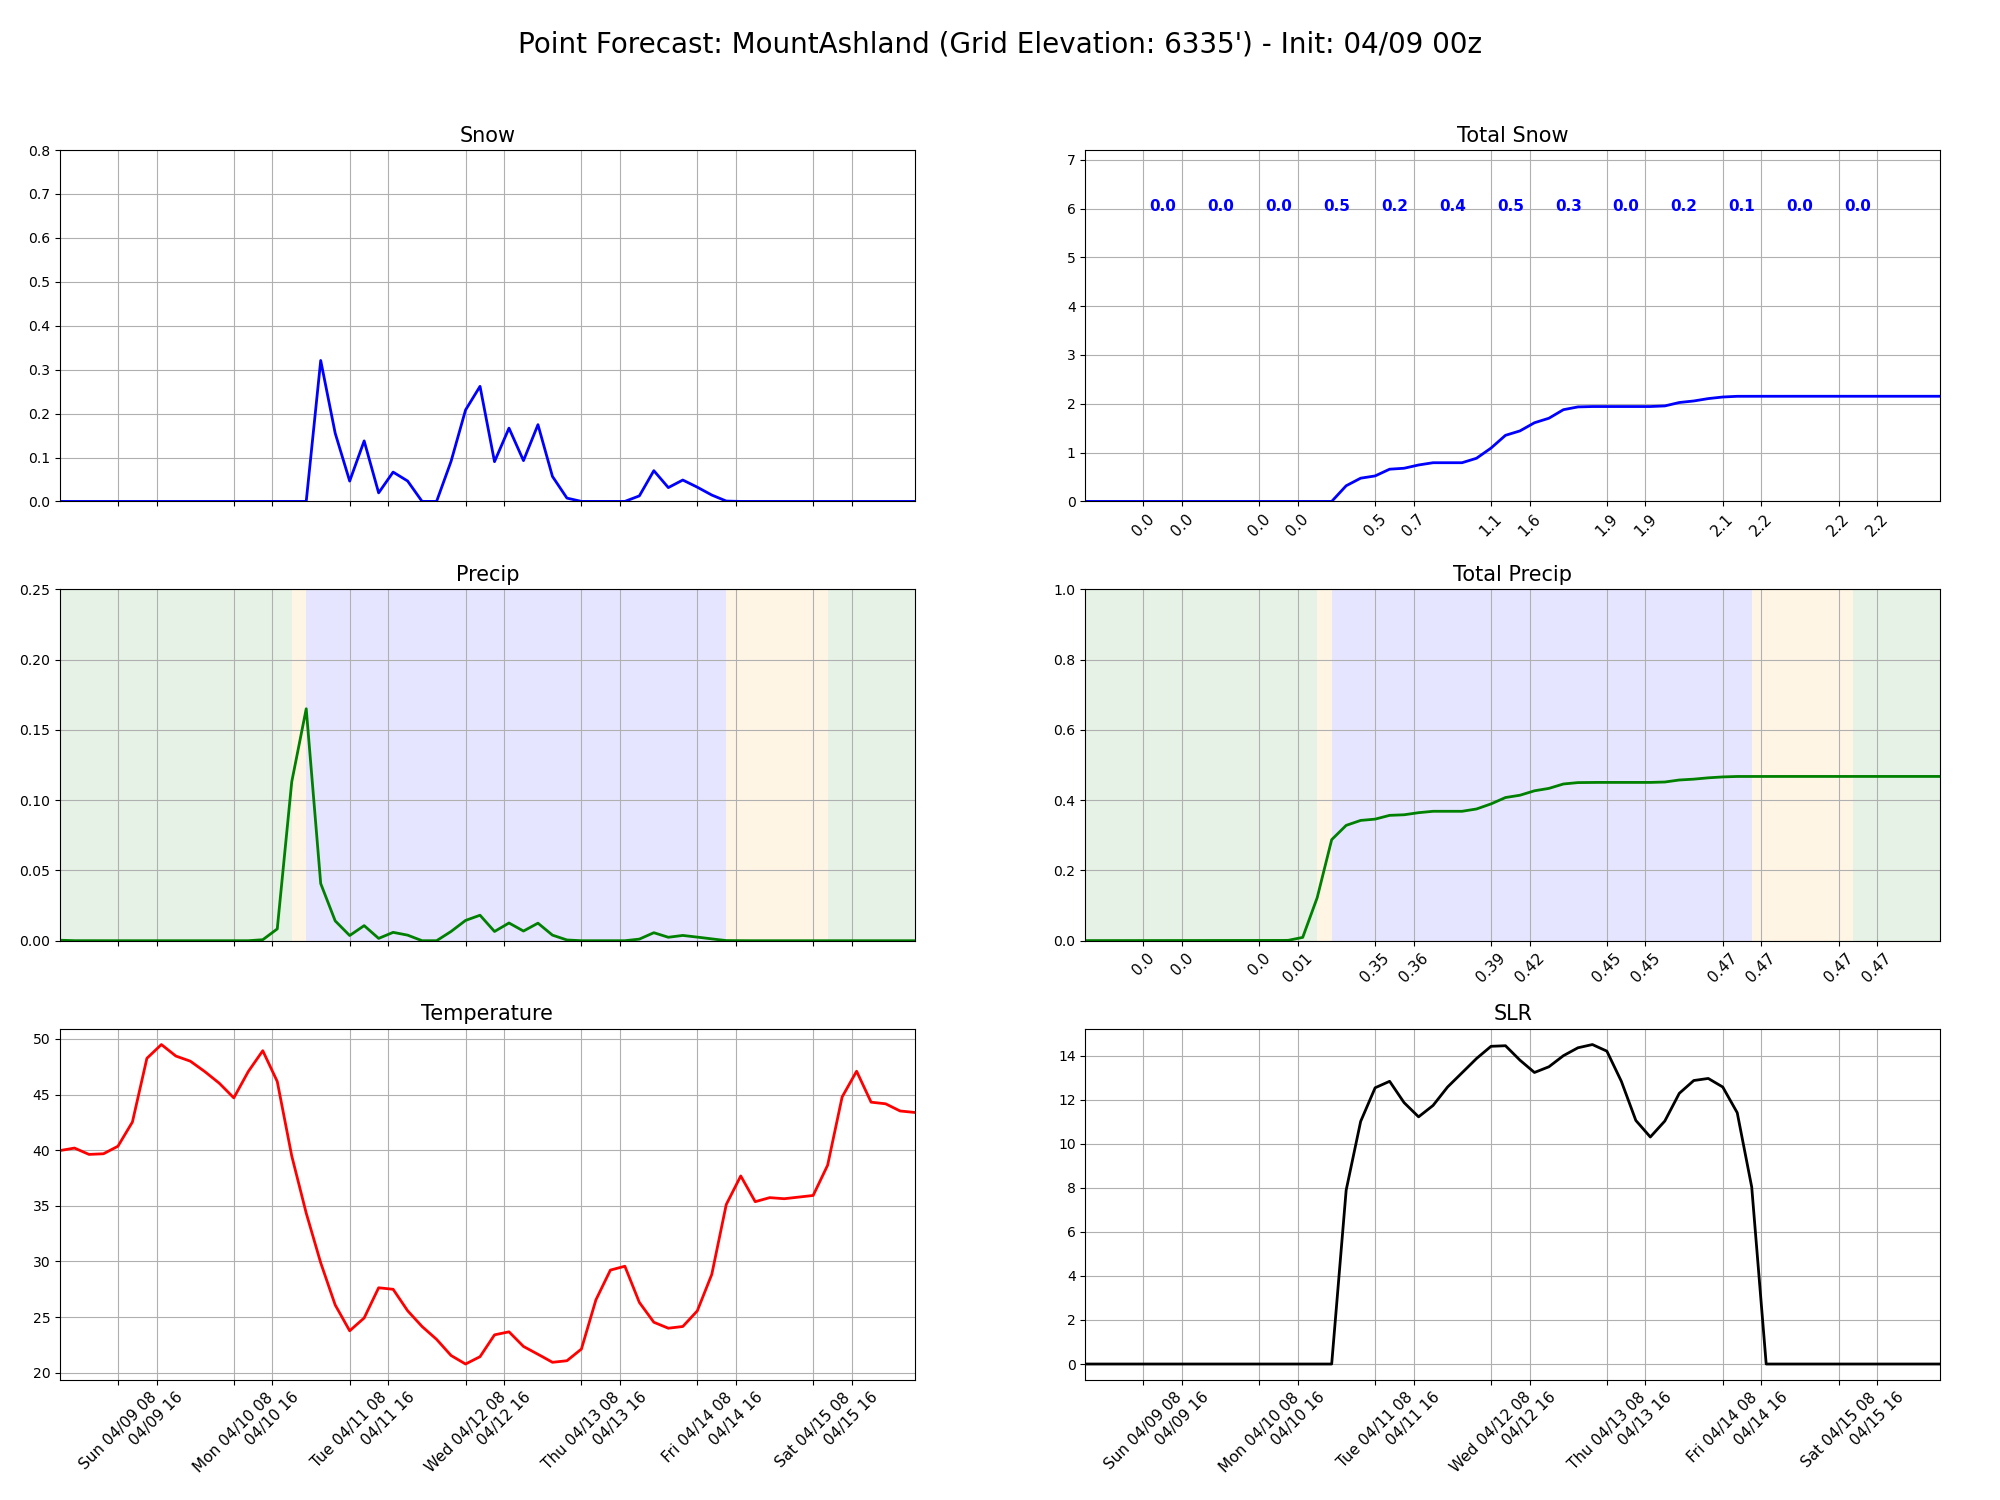 Point Forecast: MountAshland (Grid Elevation: 6335') - Init: 04/09 00z
Snow
0.8
0.7
0.6
0.5
0.4
0.3
0.2
0.1
0.0
Total Snow
7
6
5
4
3
2
1
0
0.0 0.0 0.0 0.5 0.2 0.4 0.5 0.3 0.0 0.2 0.1 0.0 0.0
0.0 0.0 0.0 0.0 0.5 0.7 1.1 1.6 1.9 1.9 2.1 2.2 2.2 2.2
Precip
0.25
0.20
0.15
0.10
0.05
0.00
Total Precip
1.0
0.8
0.6
0.4
0.2
0.0
0.0 0.0 0.0 0.01 0.35 0.36 0.39 0.42 0.45 0.45 0.47 0.47 0.47 0.47
Temperature
50
45
40
35
30
25
20
Sun 04/09 08
04/09 16
Mon 04/10 08
04/10 16
Tue 04/11 08
04/11 16
Wed 04/12 08
04/12 16
Thu 04/13 08
04/13 16
Fri 04/14 08
04/14 16
Sat 04/15 08
04/15 16
SLR
14
12
10
8
6
4
2
0
Sun 04/09 08
04/09 16
Mon 04/10 08
04/10 16
Tue 04/11 08
04/11 16
Wed 04/12 08
04/12 16
Thu 04/13 08
04/13 16
Fri 04/14 08
04/14 16
Sat 04/15 08
04/15 16